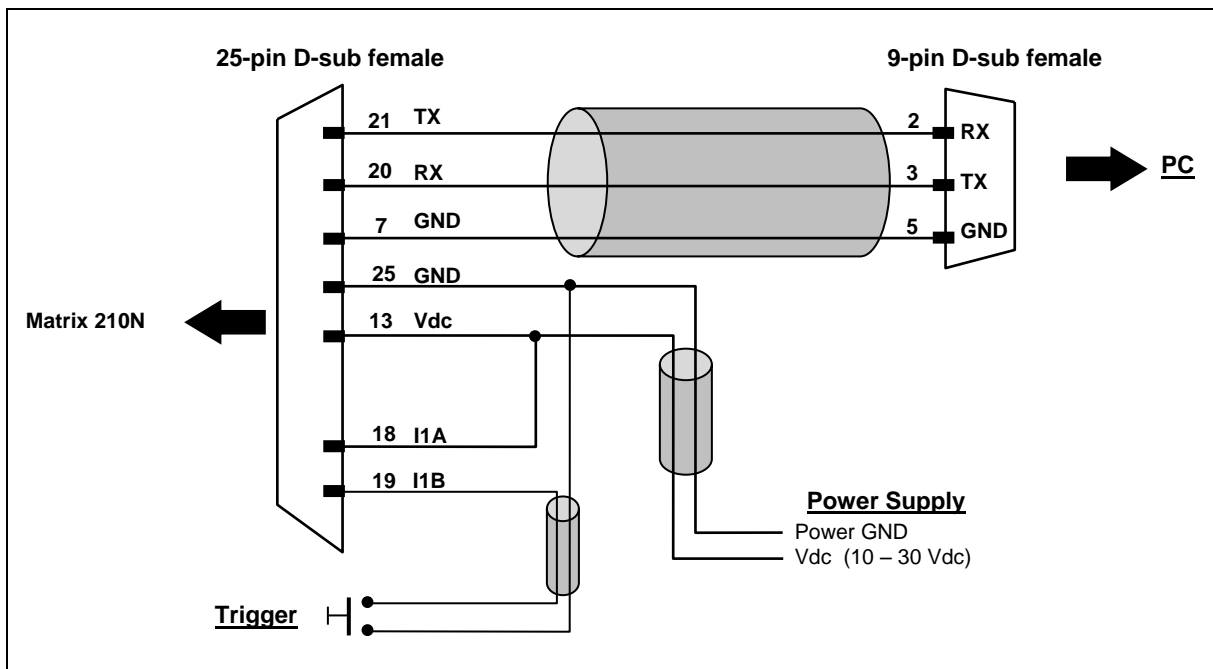 25-pin D-sub female
9-pin D-sub female
21 TX
2 RX
20 RX
3 TX
PC
7 GND
5 GND
25 GND
Matrix 210N
13 Vdc
18 I1A
19 I1B
Power Supply
Power GND
Vdc (10 – 30 Vdc)
Trigger